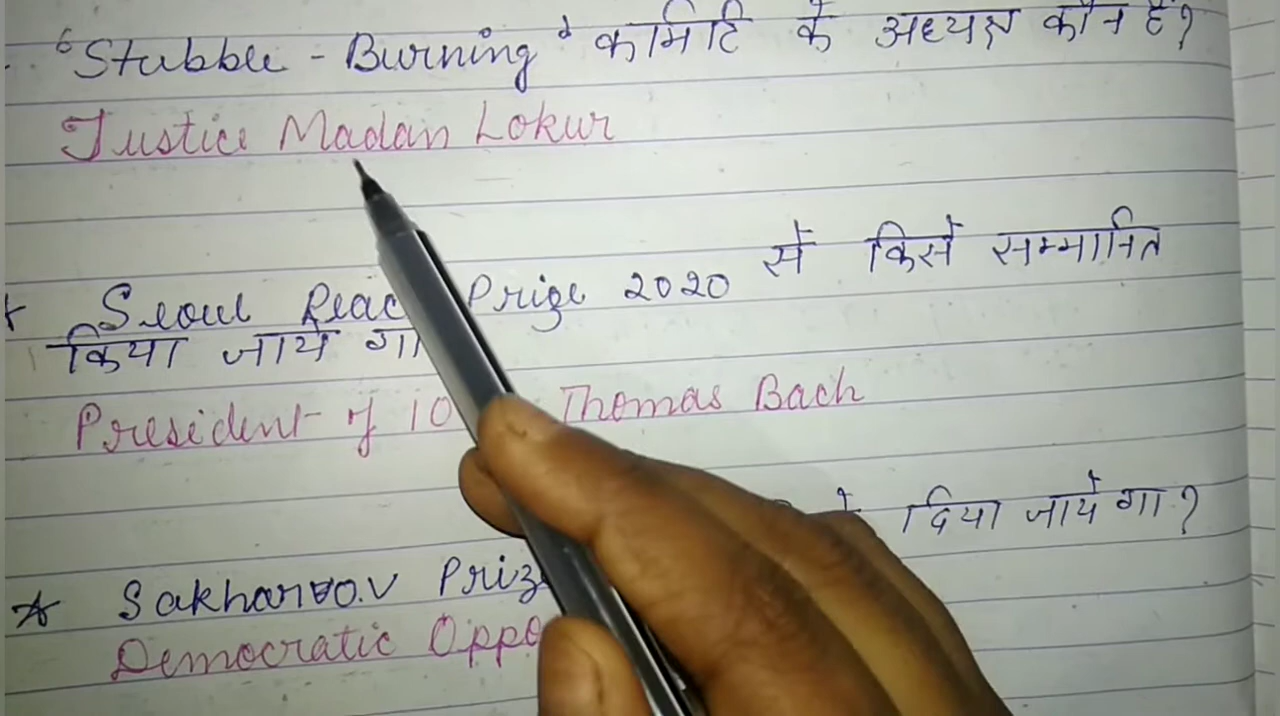 "Stubble - Burning" कमिटि के अध्यक्ष कौन है?
Justice Madan Lokur
Seoul Peac Prize 2020 से किसे सम्मानित
किया जाये गा
President of IO Thomas Bach
दिया जाये गा?
Sakharov Prize
Democratic Oppo